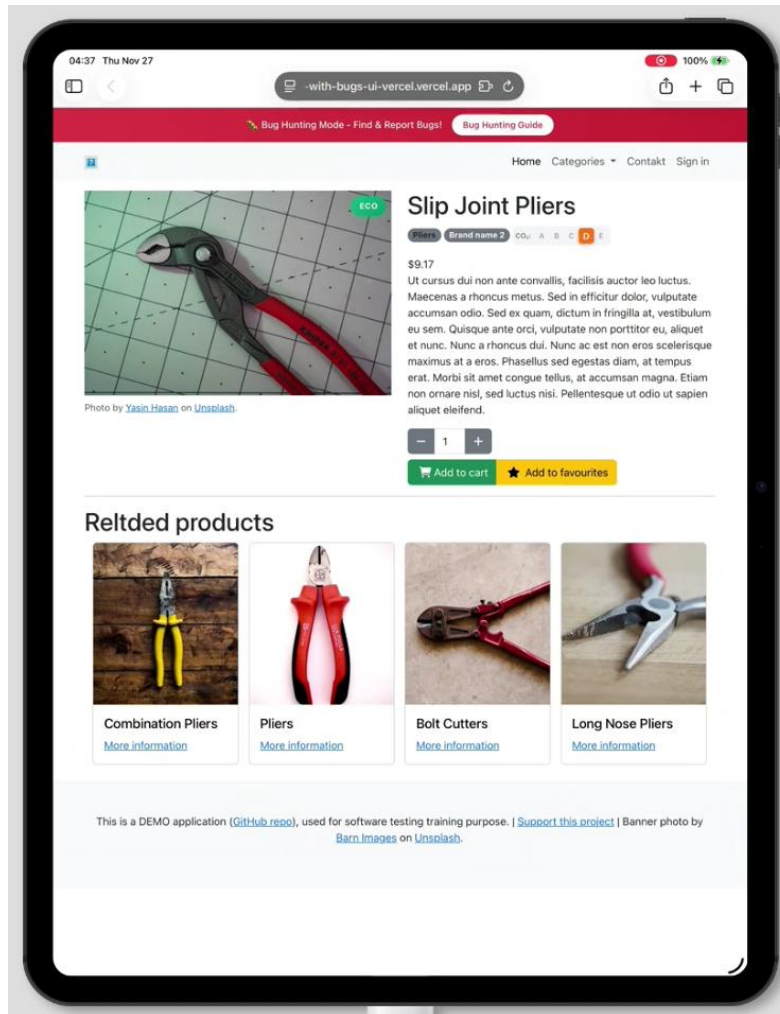 04:37 Thu Nov 27
100%
-with-bugs-ui-vercel.vercel.app
Bug Hunting Mode - Find & Report Bugs! Bug Hunting Guide
Home Categories Contakt Sign in
ECO
Slip Joint Pliers
Pliers Brand name 2 CO₂: A B C D E
$9.17
Ut cursus dui non ante convallis, facilisis auctor leo luctus.
Maecenas a rhoncus metus. Sed in efficitur dolor, vulputate
accumsan odio. Sed ex quam, dictum in fringilla at, vestibulum
eu sem. Quisque ante orci, vulputate non porttitor eu, aliquet
et nunc. Nunc a rhoncus dui. Nunc ac est non eros scelerisque
maximus at a eros. Phasellus sed egestas diam, at tempus
erat. Morbi sit amet congue tellus, at accumsan magna. Etiam
non ornare nisl, sed luctus nisi. Pellentesque ut odio ut sapien
aliquet eleifend.
KNIPEX
Photo by Yasin Hasan on Unsplash.
1
Add to cart Add to favourites
Reltded products
Combination Pliers
More information
Pliers
More information
Bolt Cutters
More information
Long Nose Pliers
More information
This is a DEMO application (GitHub repo), used for software testing training purpose. | Support this project | Banner photo by
Barn Images on Unsplash.